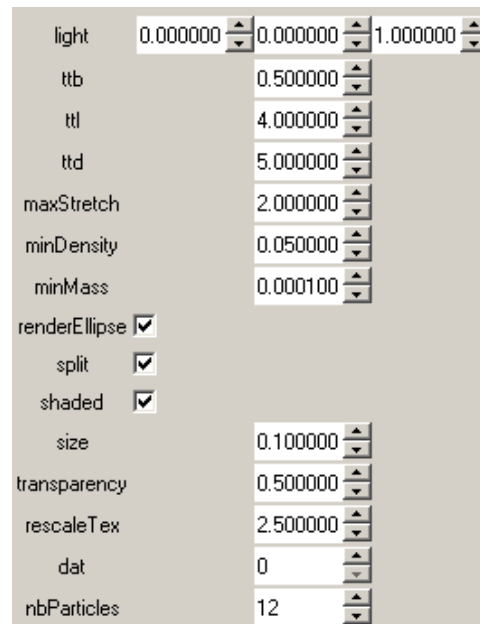 light 0.000000 0.000000 1.000000
ttb 0.500000
ttl 4.000000
ttd 5.000000
maxStretch 2.000000
minDensity 0.050000
minMass 0.000100
renderEllipse
split
shaded
size 0.100000
transparency 0.500000
rescaleTex 2.500000
dat 0
nbParticles 12